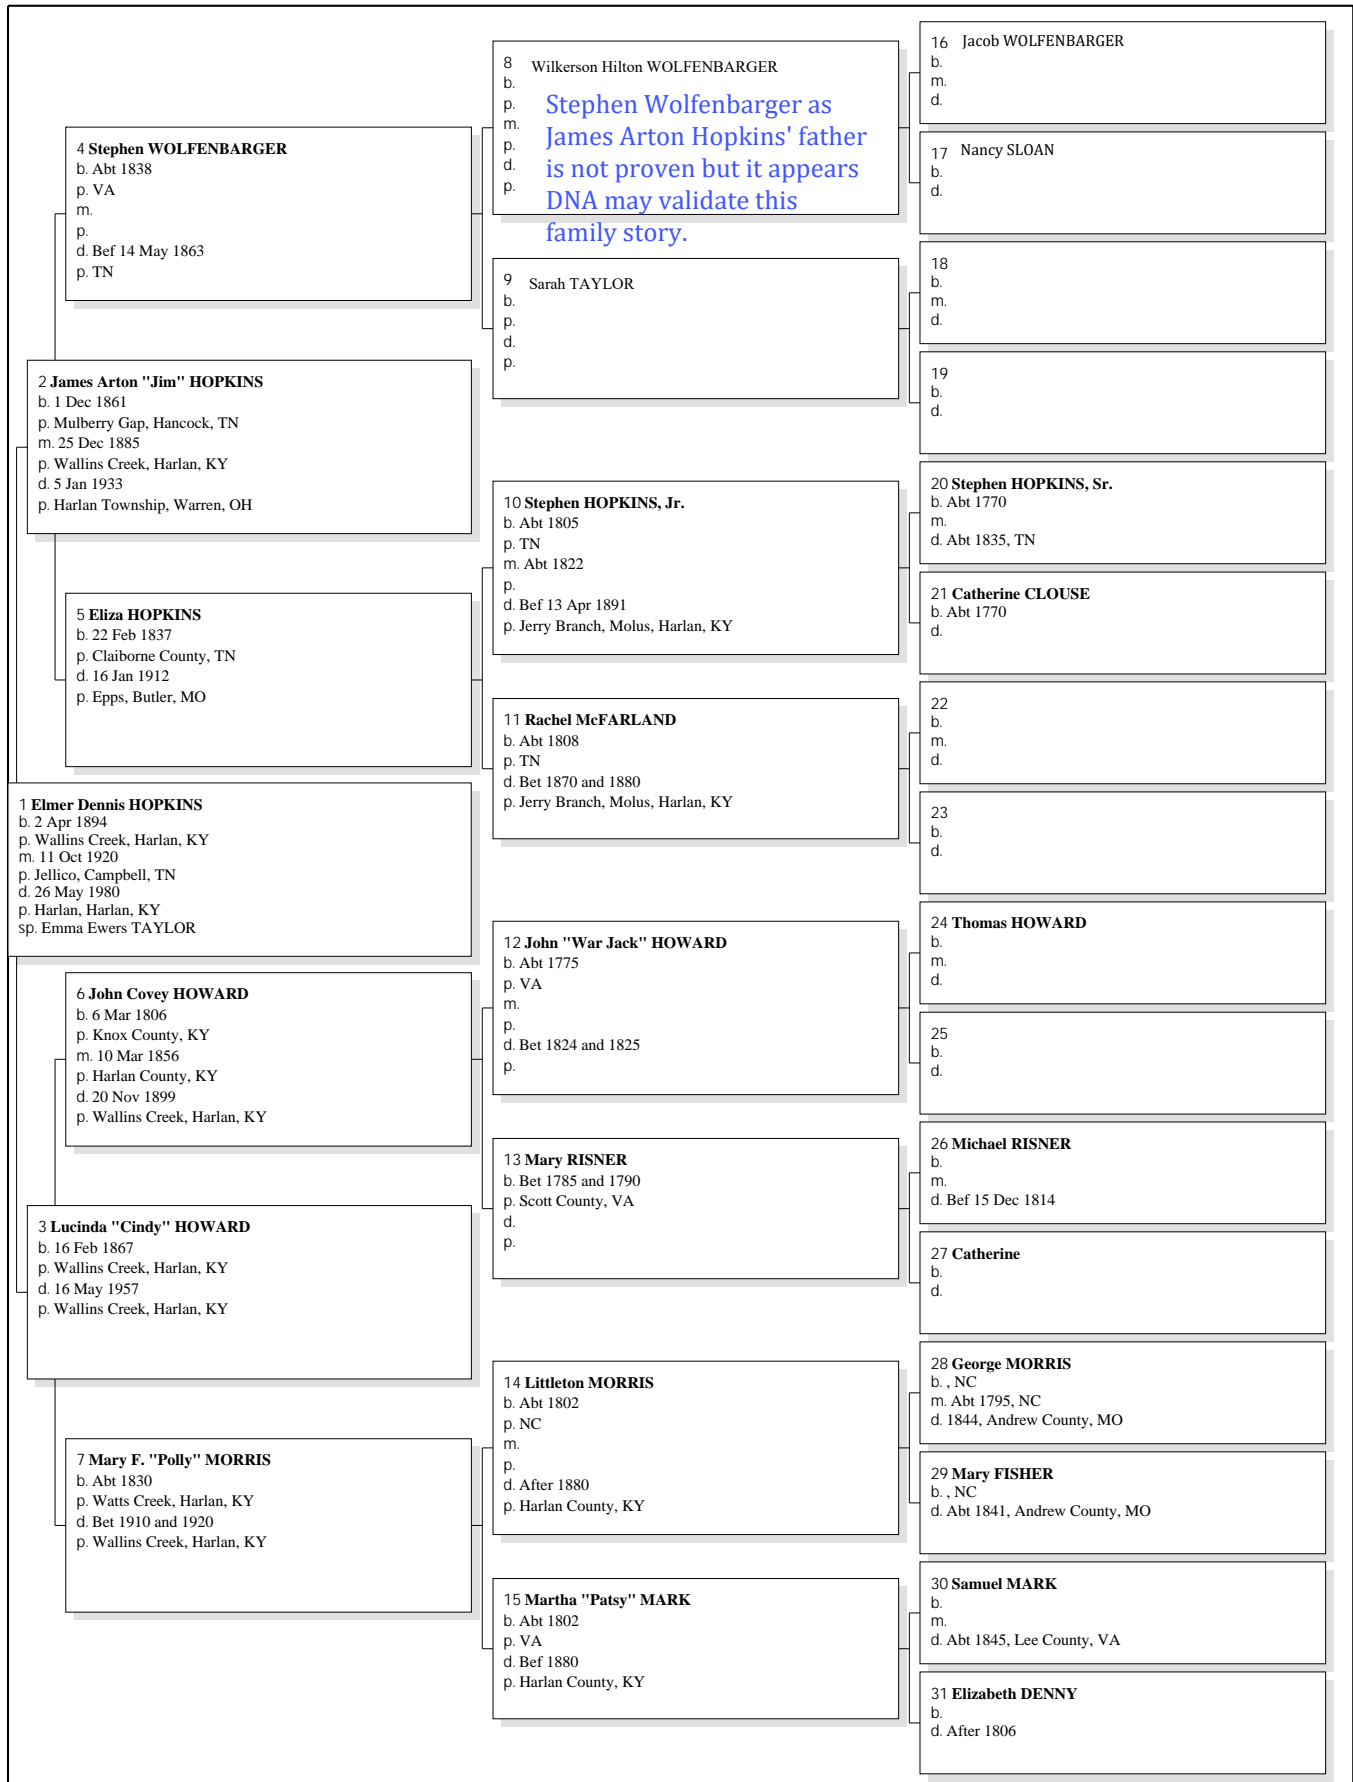 8 Wilkerson Hilton WOLFENBARGER
b.
p.
m.
p.
d.
p.
Stephen Wolfenbarger as
James Arton Hopkins' father
is not proven but it appears
DNA may validate this
family story.
16 Jacob WOLFENBARGER
b.
m.
d.
17 Nancy SLOAN
b.
d.
4 Stephen WOLFENBARGER
b. Abt 1838
p. VA
m.
p.
d. Bef 14 May 1863
p. TN
9 Sarah TAYLOR
b.
p.
d.
p.
18
b.
m.
d.
19
b.
d.
2 James Arton "Jim" HOPKINS
b. 1 Dec 1861
p. Mulberry Gap, Hancock, TN
m. 25 Dec 1885
p. Wallins Creek, Harlan, KY
d. 5 Jan 1933
p. Harlan Township, Warren, OH
10 Stephen HOPKINS, Jr.
b. Abt 1805
p. TN
m. Abt 1822
p.
d. Bef 13 Apr 1891
p. Jerry Branch, Molus, Harlan, KY
20 Stephen HOPKINS, Sr.
b. Abt 1770
m.
d. Abt 1835, TN
21 Catherine CLOUSE
b. Abt 1770
d.
5 Eliza HOPKINS
b. 22 Feb 1837
p. Claiborne County, TN
d. 16 Jan 1912
p. Epps, Butler, MO
11 Rachel McFARLAND
b. Abt 1808
p. TN
d. Bet 1870 and 1880
p. Jerry Branch, Molus, Harlan, KY
22
b.
m.
d.
23
b.
d.
1 Elmer Dennis HOPKINS
b. 2 Apr 1894
p. Wallins Creek, Harlan, KY
m. 11 Oct 1920
p. Jellico, Campbell, TN
d. 26 May 1980
p. Harlan, Harlan, KY
sp. Emma Ewers TAYLOR
12 John "War Jack" HOWARD
b. Abt 1775
p. VA
m.
p.
d. Bet 1824 and 1825
p.
24 Thomas HOWARD
b.
m.
d.
25
b.
d.
6 John Covey HOWARD
b. 6 Mar 1806
p. Knox County, KY
m. 10 Mar 1856
p. Harlan County, KY
d. 20 Nov 1899
p. Wallins Creek, Harlan, KY
13 Mary RISNER
b. Bet 1785 and 1790
p. Scott County, VA
d.
p.
26 Michael RISNER
b.
m.
d. Bef 15 Dec 1814
27 Catherine
b.
d.
3 Lucinda "Cindy" HOWARD
b. 16 Feb 1867
p. Wallins Creek, Harlan, KY
d. 16 May 1957
p. Wallins Creek, Harlan, KY
14 Littleton MORRIS
b. Abt 1802
p. NC
m.
p.
d. After 1880
p. Harlan County, KY
28 George MORRIS
b. , NC
m. Abt 1795, NC
d. 1844, Andrew County, MO
29 Mary FISHER
b. , NC
d. Abt 1841, Andrew County, MO
7 Mary F. "Polly" MORRIS
b. Abt 1830
p. Watts Creek, Harlan, KY
d. Bet 1910 and 1920
p. Wallins Creek, Harlan, KY
15 Martha "Patsy" MARK
b. Abt 1802
p. VA
d. Bef 1880
p. Harlan County, KY
30 Samuel MARK
b.
m.
d. Abt 1845, Lee County, VA
31 Elizabeth DENNY
b.
d. After 1806